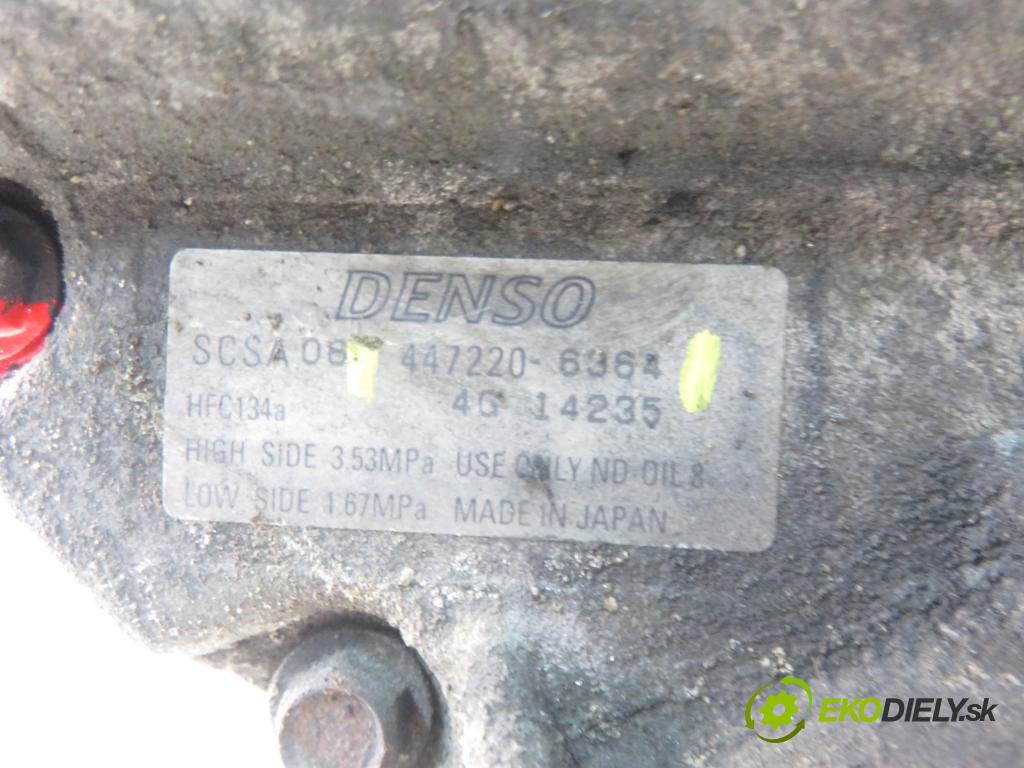 DENSO
SCSA06 447220-6364
HFC134a 4G 14235
HIGH SIDE 3.53MPa USE ONLY ND-OIL 8
LOW SIDE 1.67MPa MADE IN JAPAN
EKODIELY.sk